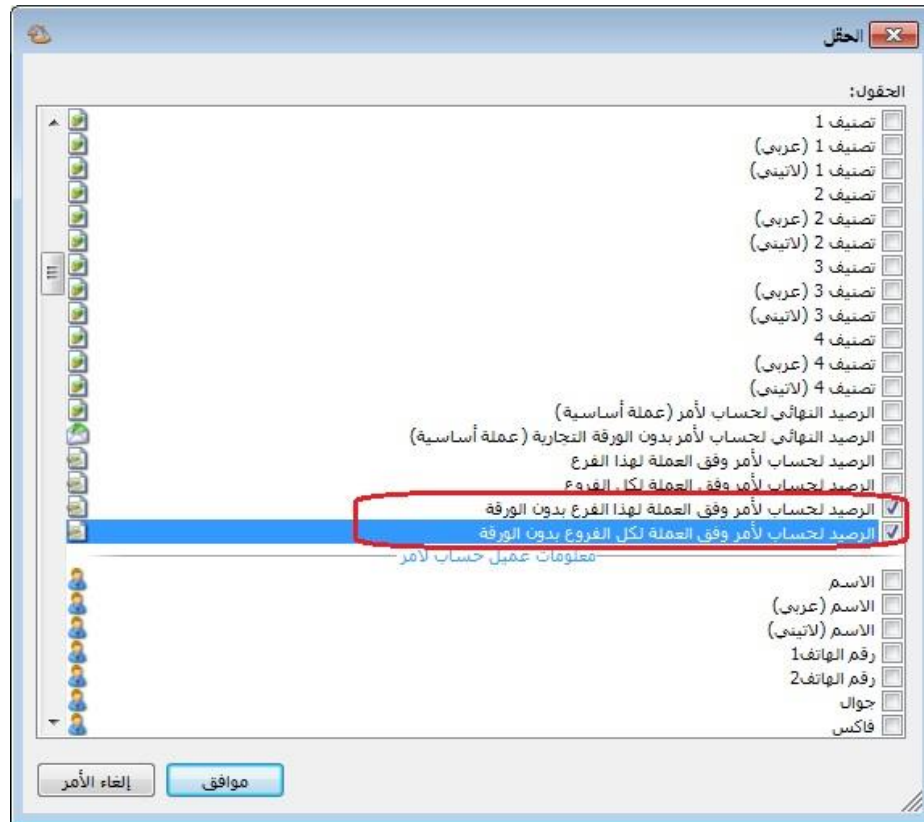 الحقل
الحقول:
تصنيف 1
تصنيف 1 (عربي)
تصنيف 1 (لاتيني)
تصنيف 2
تصنيف 2 (عربي)
تصنيف 2 (لاتيني)
تصنيف 3
تصنيف 3 (عربي)
تصنيف 3 (لاتيني)
تصنيف 4
تصنيف 4 (عربي)
تصنيف 4 (لاتيني)
الرصيد النهائي لحساب لأمر (عملة أساسية)
الرصيد النهائي لحساب لأمر بدون الورقة التجارية (عملة أساسية)
الرصيد لحساب لأمر وفق العملة لهذا الفرع
الرصيد لحساب لأمر وفق العملة لكل الفروع
الرصيد لحساب لأمر وفق العملة لهذا الفرع بدون الورقة
الرصيد لحساب لأمر وفق العملة لكل الفروع بدون الورقة
معلومات عميل حساب لأمر
الاسم
الاسم (عربي)
الاسم (لاتيني)
رقم الهاتف1
رقم الهاتف2
جوال
فاكس
موافق
إلغاء الأمر